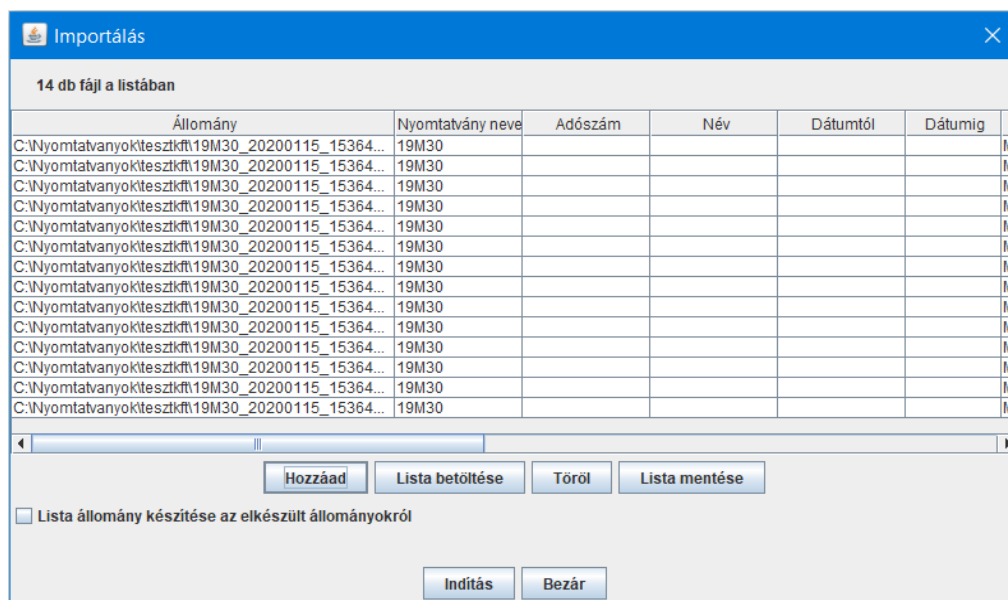 Importálás
14 db fájl a listában
Állomány Nyomtatvány neve Adószám Név Dátumtól Dátumig
C:\Nyomtatvanyok\tesztkft\19M30_20200115_15364... 19M30
C:\Nyomtatvanyok\tesztkft\19M30_20200115_15364... 19M30
C:\Nyomtatvanyok\tesztkft\19M30_20200115_15364... 19M30
C:\Nyomtatvanyok\tesztkft\19M30_20200115_15364... 19M30
C:\Nyomtatvanyok\tesztkft\19M30_20200115_15364... 19M30
C:\Nyomtatvanyok\tesztkft\19M30_20200115_15364... 19M30
C:\Nyomtatvanyok\tesztkft\19M30_20200115_15364... 19M30
C:\Nyomtatvanyok\tesztkft\19M30_20200115_15364... 19M30
C:\Nyomtatvanyok\tesztkft\19M30_20200115_15364... 19M30
C:\Nyomtatvanyok\tesztkft\19M30_20200115_15364... 19M30
C:\Nyomtatvanyok\tesztkft\19M30_20200115_15364... 19M30
C:\Nyomtatvanyok\tesztkft\19M30_20200115_15364... 19M30
C:\Nyomtatvanyok\tesztkft\19M30_20200115_15364... 19M30
C:\Nyomtatvanyok\tesztkft\19M30_20200115_15364... 19M30
Hozzáad Lista betöltése Töröl Lista mentése
Lista állomány készítése az elkészült állományokról
Indítás Bezár